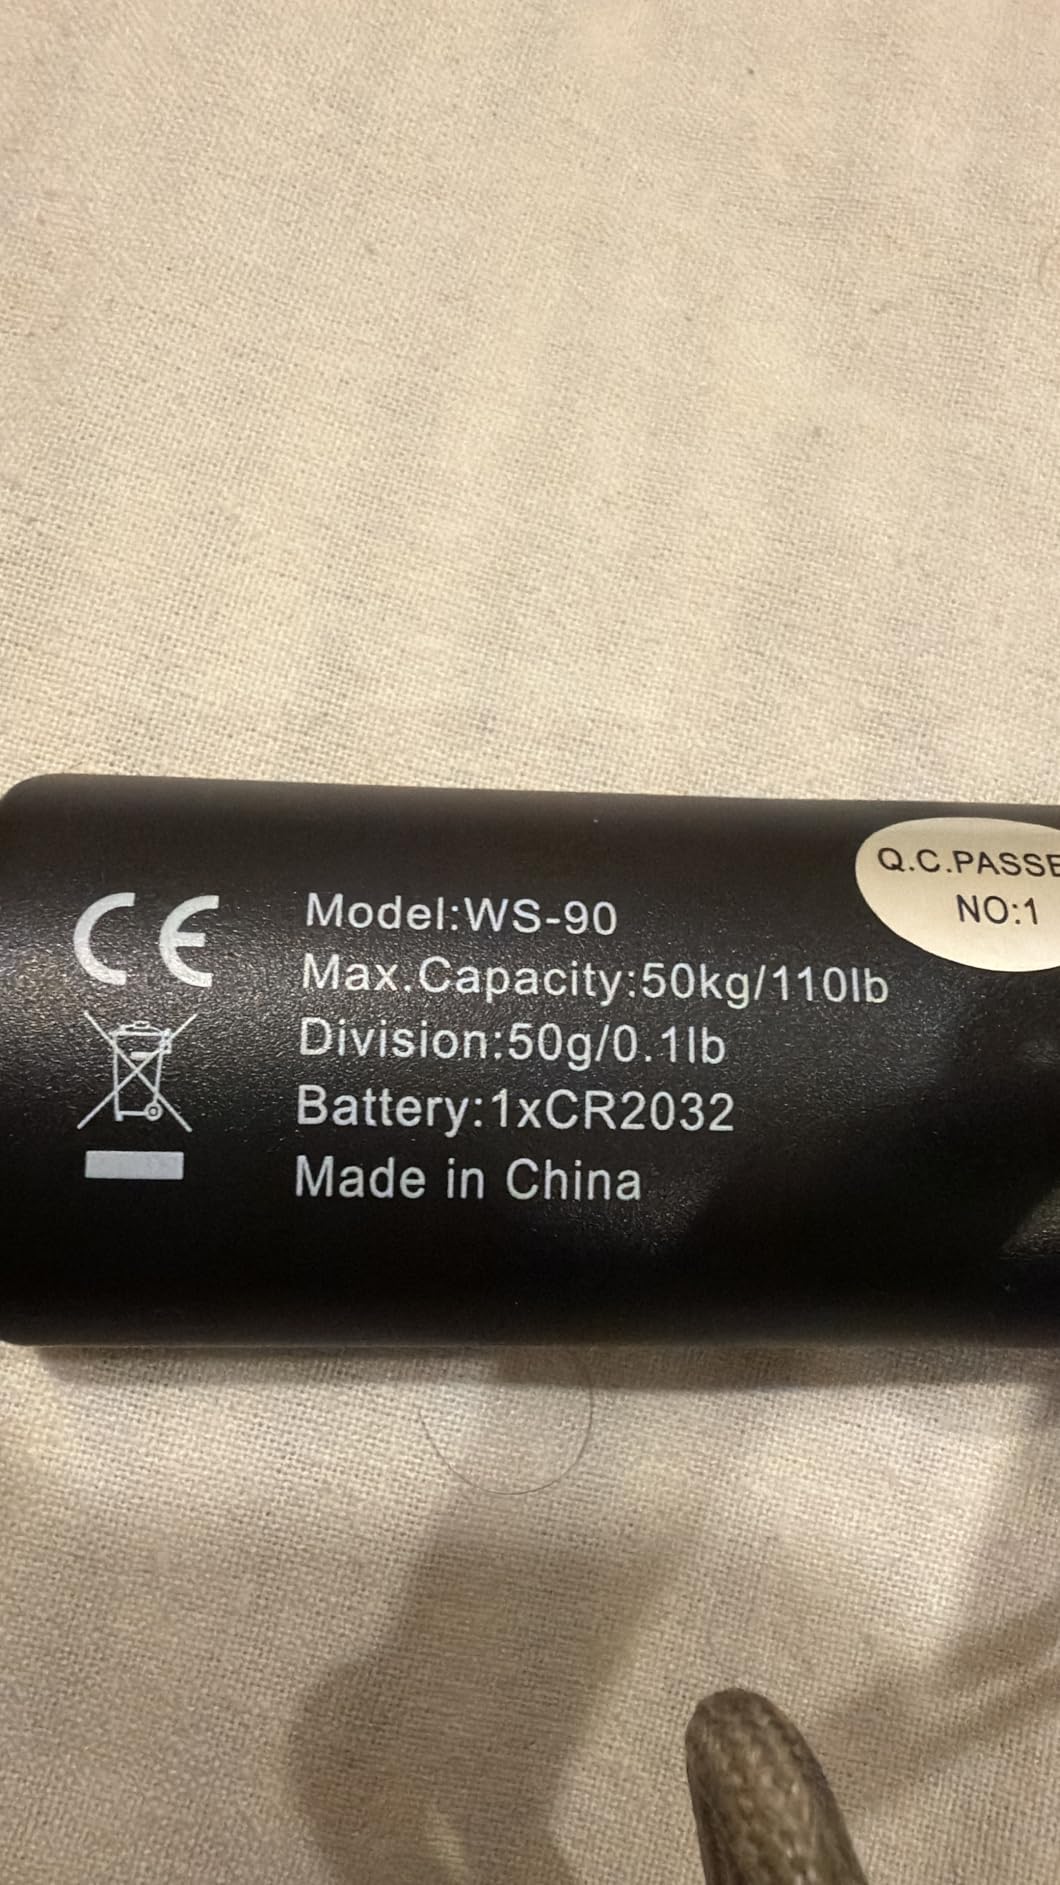 CE
Model:WS-90
Max.Capacity:50kg/110lb
Division:50g/0.1lb
Battery:1xCR2032
Made in China
Q.C.PASSE
NO:1